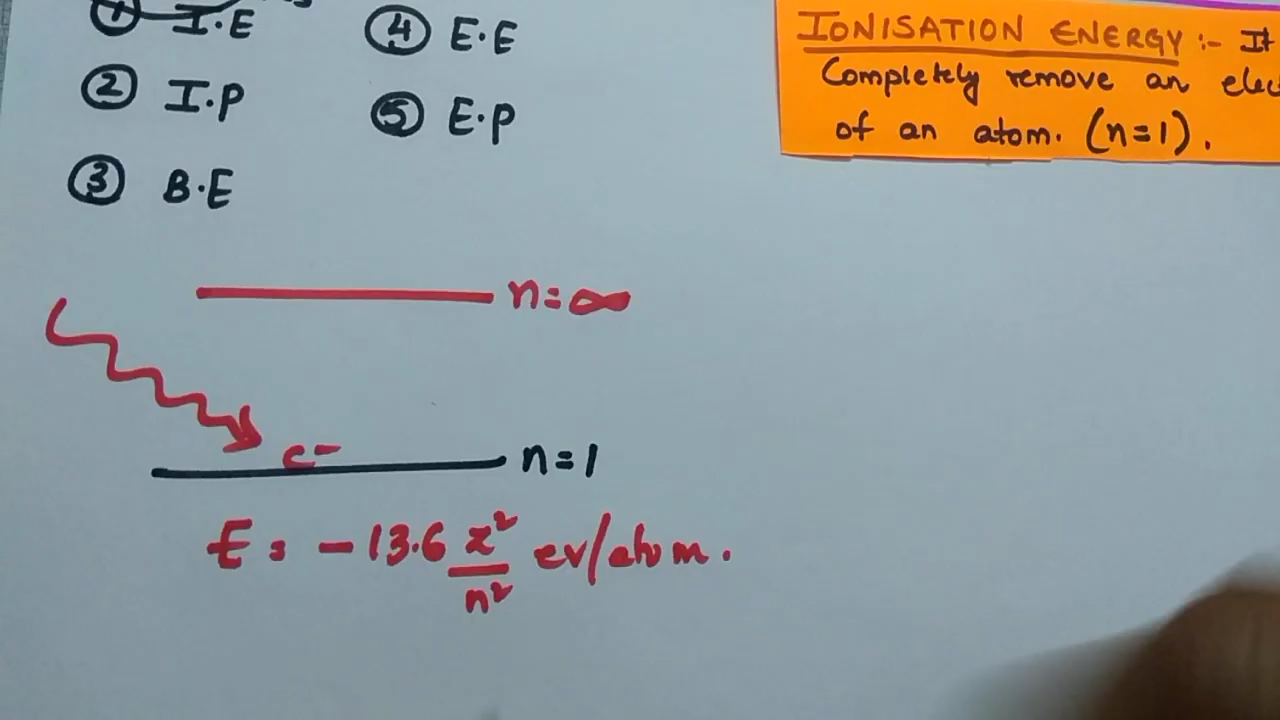 ① I.E
② I.P
③ B.E
④ E.E
⑤ E.P
IONISATION ENERGY :- It
Completely remove an elec
of an atom. (n=1).
n=∞
e-
n=1
E = -13.6 z²/n² ev/atom.